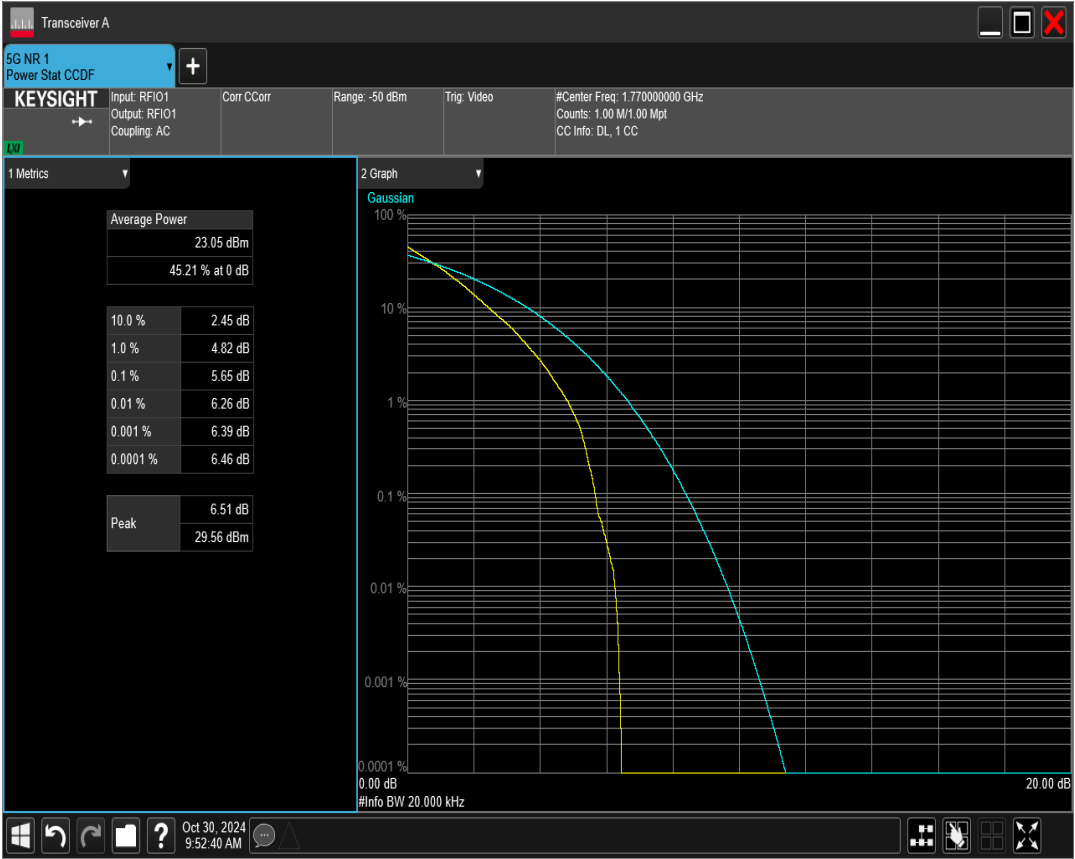 Transceiver A
5G NR 1
Power Stat CCDF
KEYSIGHT
LXI
Input: RFIO1
Output: RFIO1
Coupling: AC
Corr CCorr
Range: -50 dBm
Trig: Video
#Center Freq: 1.770000000 GHz
Counts: 1.00 M/1.00 Mpt
CC Info: DL, 1 CC
1 Metrics
Average Power
23.05 dBm
45.21 % at 0 dB
10.0 % 2.45 dB
1.0 % 4.82 dB
0.1 % 5.65 dB
0.01 % 6.26 dB
0.001 % 6.39 dB
0.0001 % 6.46 dB
Peak 6.51 dB
29.56 dBm
2 Graph
Gaussian
100 %
10 %
1 %
0.1 %
0.01 %
0.001 %
0.0001 %
0.00 dB 20.00 dB
#Info BW 20.000 kHz
Oct 30, 2024
9:52:40 AM